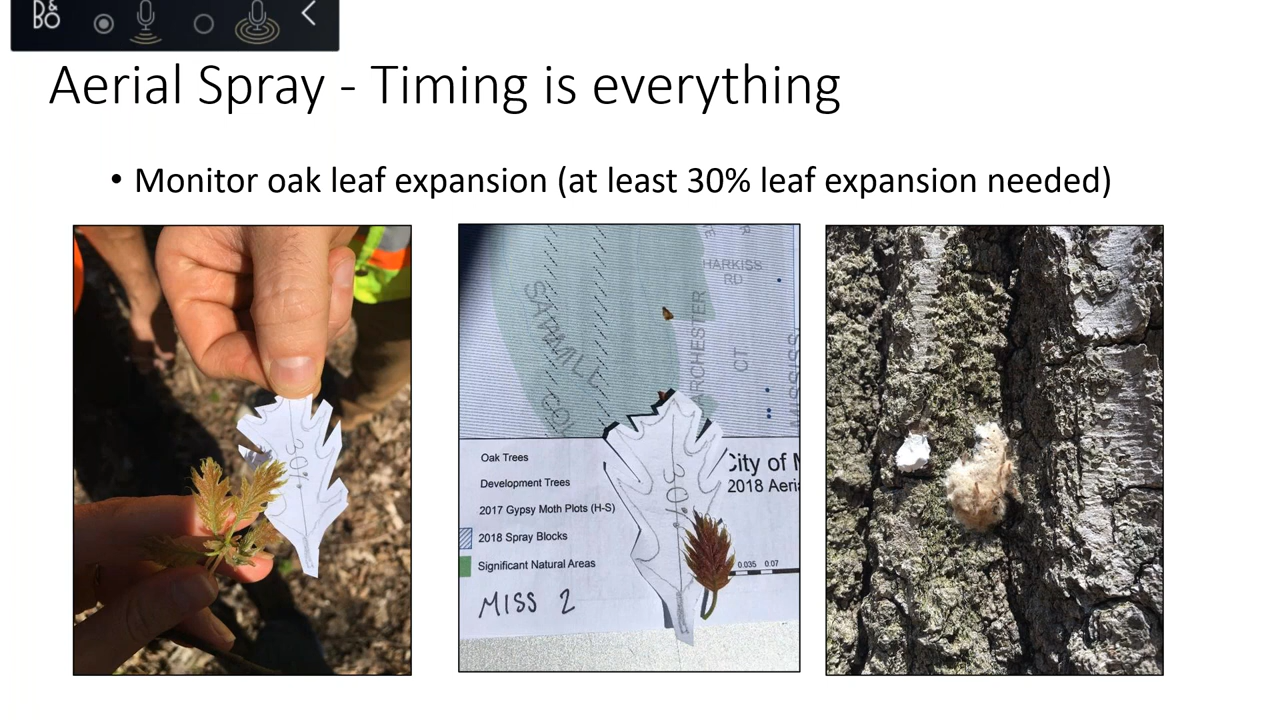 B&O
Aerial Spray - Timing is everything
• Monitor oak leaf expansion (at least 30% leaf expansion needed)
30%
HARKISS
RD
DORCHESTER
CT
30%
Oak Trees
Development Trees
2017 Gypsy Moth Plots (H-S)
2018 Spray Blocks
Significant Natural Areas
MISS 2
City of
2018
0.035 0.07